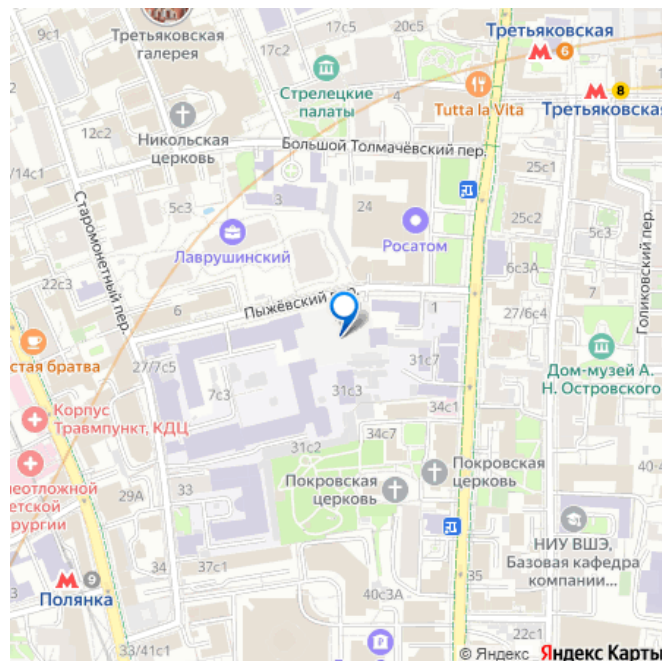 9с1
Третьяковская
галерея
17с5
17с2
20с5
Третьяковская
6
8
Третьяковская
Стрелецкие
палаты
4
Tutta la Vita
12с2
Никольская
церковь
Большой Толмачёвский пер.
/14с1
25с1
Старомонетный пер.
5с3
24
25с2
5с3
Голиковский пер.
Лаврушинский
Росатом
22с3
6с3А
6
Пыжёвский
1
27/6с4
стая братва
27/7с5
31с7
Дом-музей А.
Н. Островского
7с3
31с3
Корпус
Травмпункт, КДЦ
34с1
31с2
34с7
Покровская
церковь
Покровская
церковь
40-4
неотложной
етской
рургии
29А
33
НИУ ВШЭ,
Базовая кафедра
компании...
9
Полянка
34
37с1
35
40с3А
22с1
33/41с1
© Яндекс Яндекс Карты